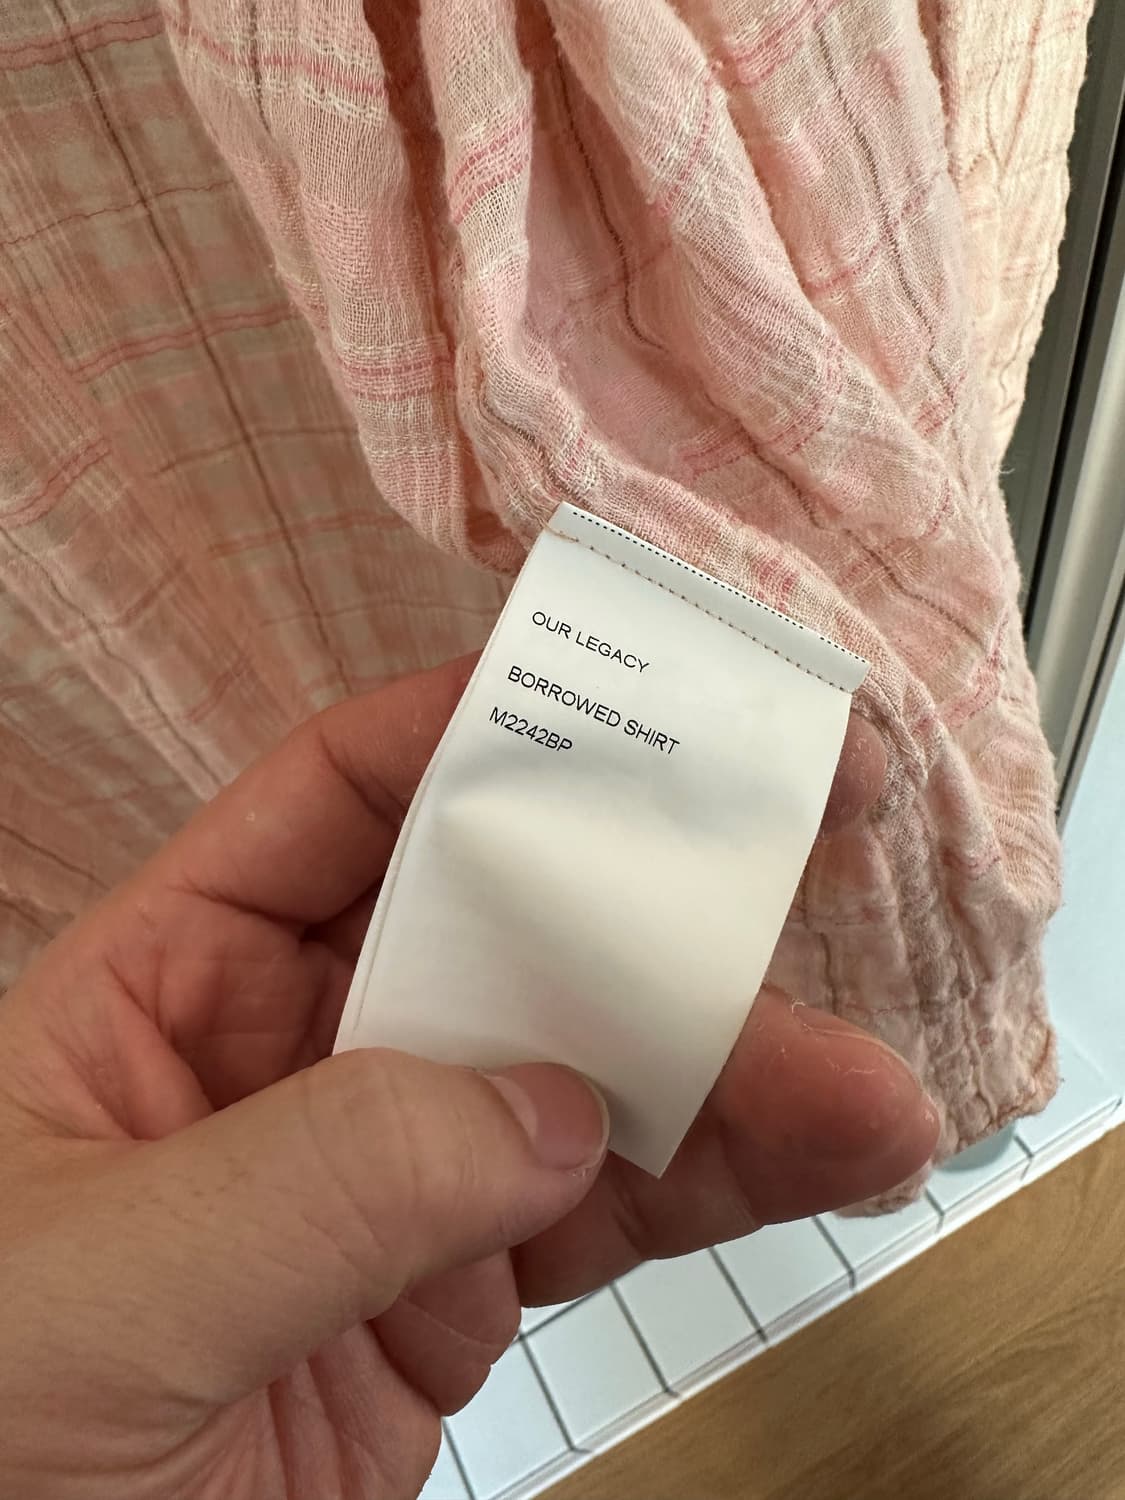 OUR LEGACY
BORROWED SHIRT
M2242BP